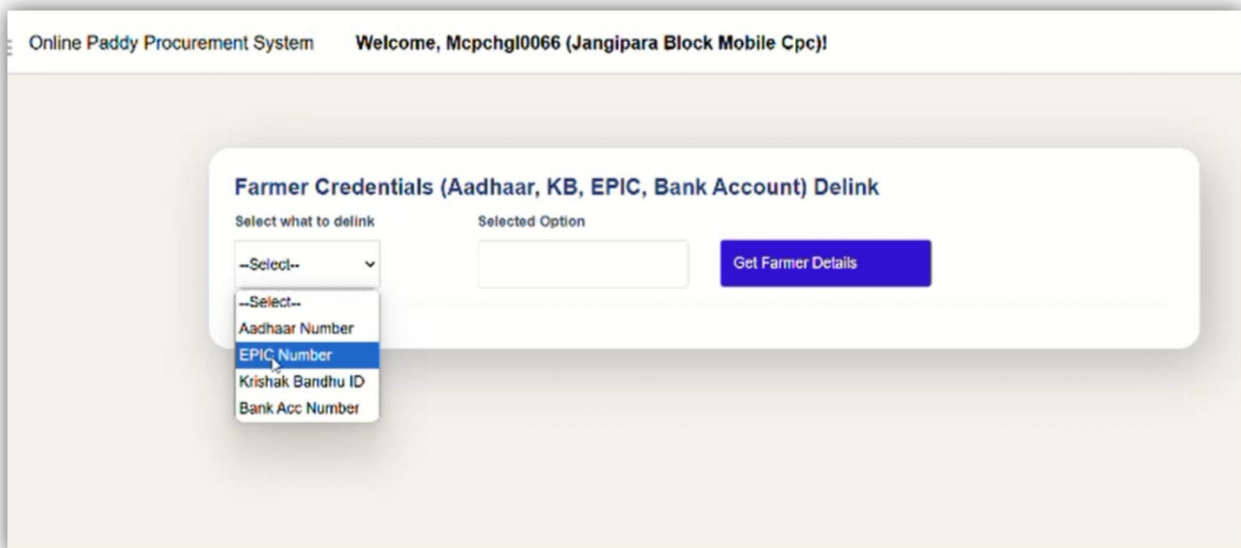 Online Paddy Procurement System Welcome, Mcpchgl0066 (Jangipara Block Mobile Cpc)!
Farmer Credentials (Aadhaar, KB, EPIC, Bank Account) Delink
Select what to delink Selected Option
--Select-- Get Farmer Details
--Select--
Aadhaar Number
EPIC Number
Krishak Bandhu ID
Bank Acc Number